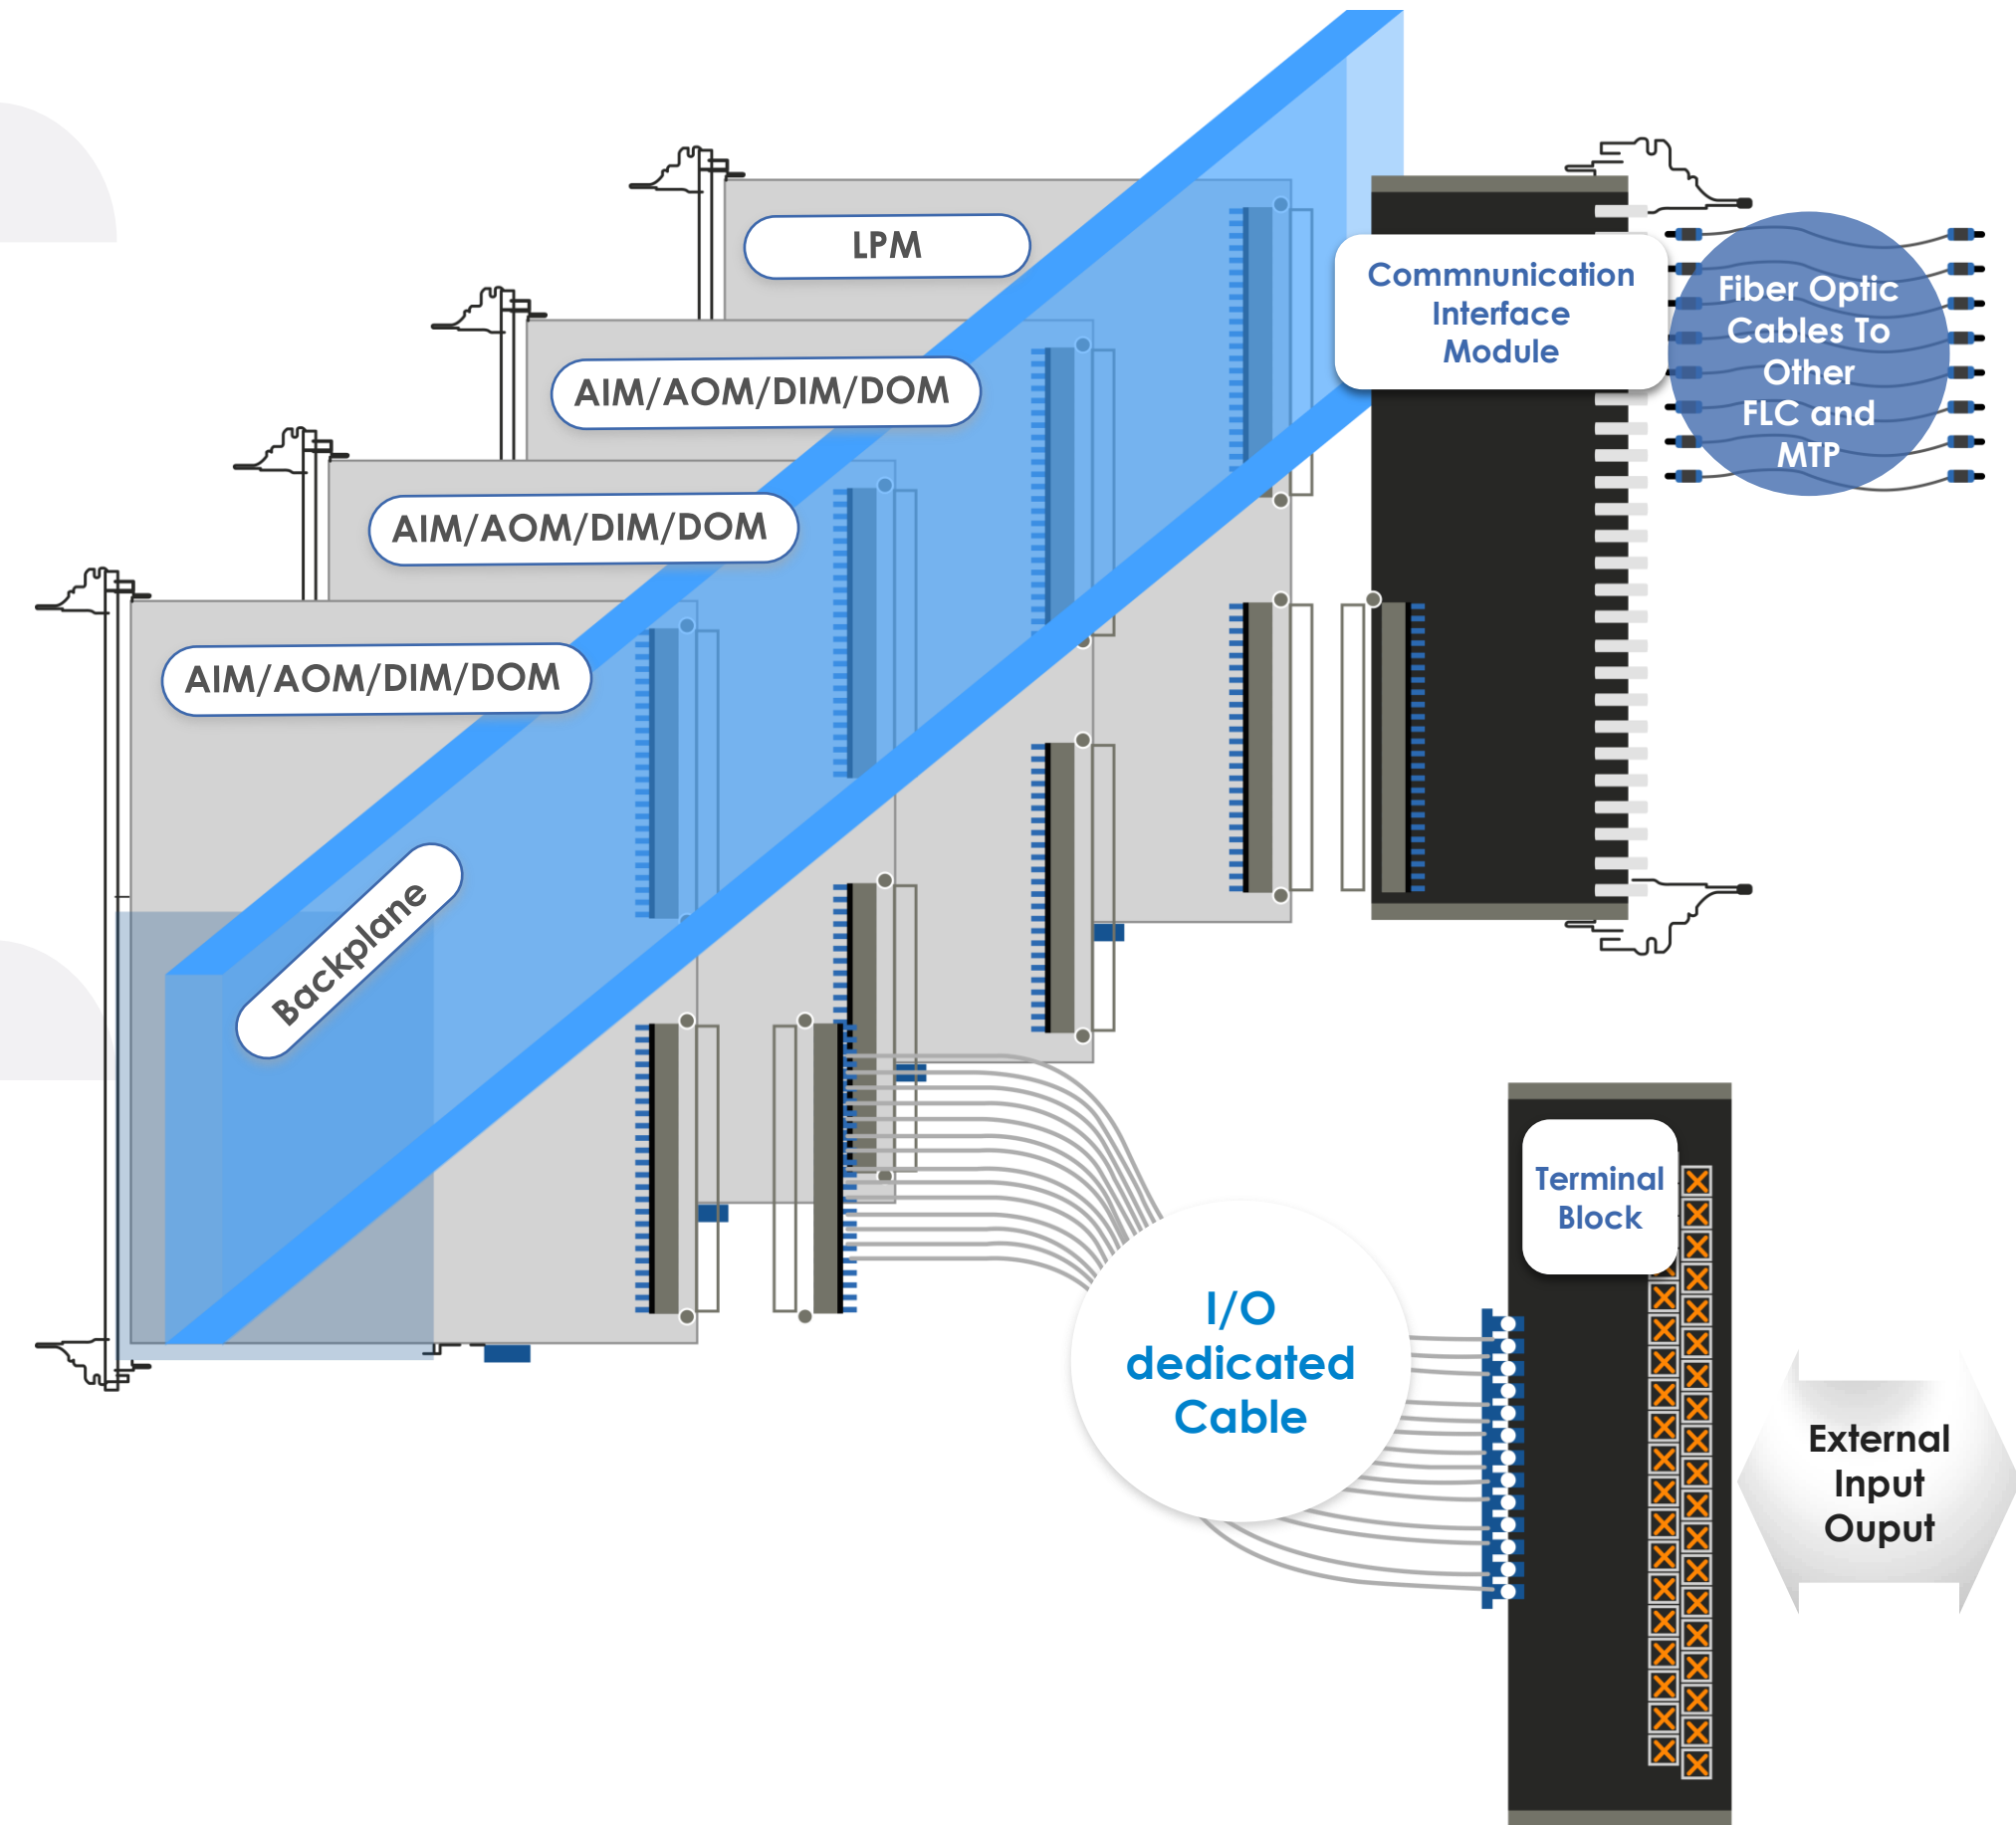 LPM
Commnunication
Interface
Module
Fiber Optic
Cables To
Other
FLC and
MTP
AIM/AOM/DIM/DOM
AIM/AOM/DIM/DOM
AIM/AOM/DIM/DOM
Backplane
Terminal
Block
I/O
dedicated
Cable
External
Input
Ouput